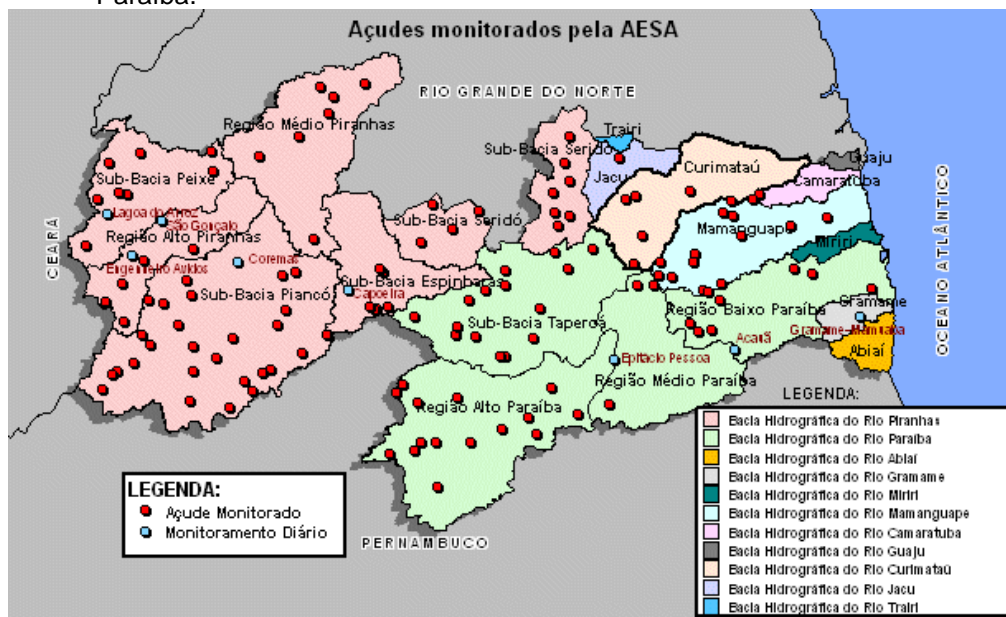 Paraíba.
Açudes monitorados pela AESA
RIO GRANDE DO NORTE
Região Médio Piranhas
Trairi
Sub-Bacia Seridó
Guaju
Curimataú
Jacu
Sub-Bacia Peixe
Camaratuba
Lagoa do Arroz
São Gonçalo
Sub-Bacia Seridó
Mamanguape
CEARÁ
Região Alto Piranhas
Miriri
OCEANO ATLÂNTICO
Engenheiro Avidos
Coremas
Sub-Bacia Espinharas
Sub-Bacia Piancó
Capoeira
Gramame
Região Baixo Paraíba
Sub-Bacia Taperoá
Gramame-Mamuaba
Acauã
Abiaí
Epitácio Pessoa
Região Médio Paraíba
Região Alto Paraíba
LEGENDA:
Bacia Hidrográfica do Rio Piranhas
Bacia Hidrográfica do Rio Paraíba
Bacia Hidrográfica do Rio Abiaí
Bacia Hidrográfica do Rio Gramame
Bacia Hidrográfica do Rio Miriri
Bacia Hidrográfica do Rio Mamanguape
Bacia Hidrográfica do Rio Camaratuba
Bacia Hidrográfica do Rio Guaju
Bacia Hidrográfica do Rio Curimataú
Bacia Hidrográfica do Rio Jacu
Bacia Hidrográfica do Rio Trairi
LEGENDA:
Açude Monitorado
Monitoramento Diário
PERNAMBUCO